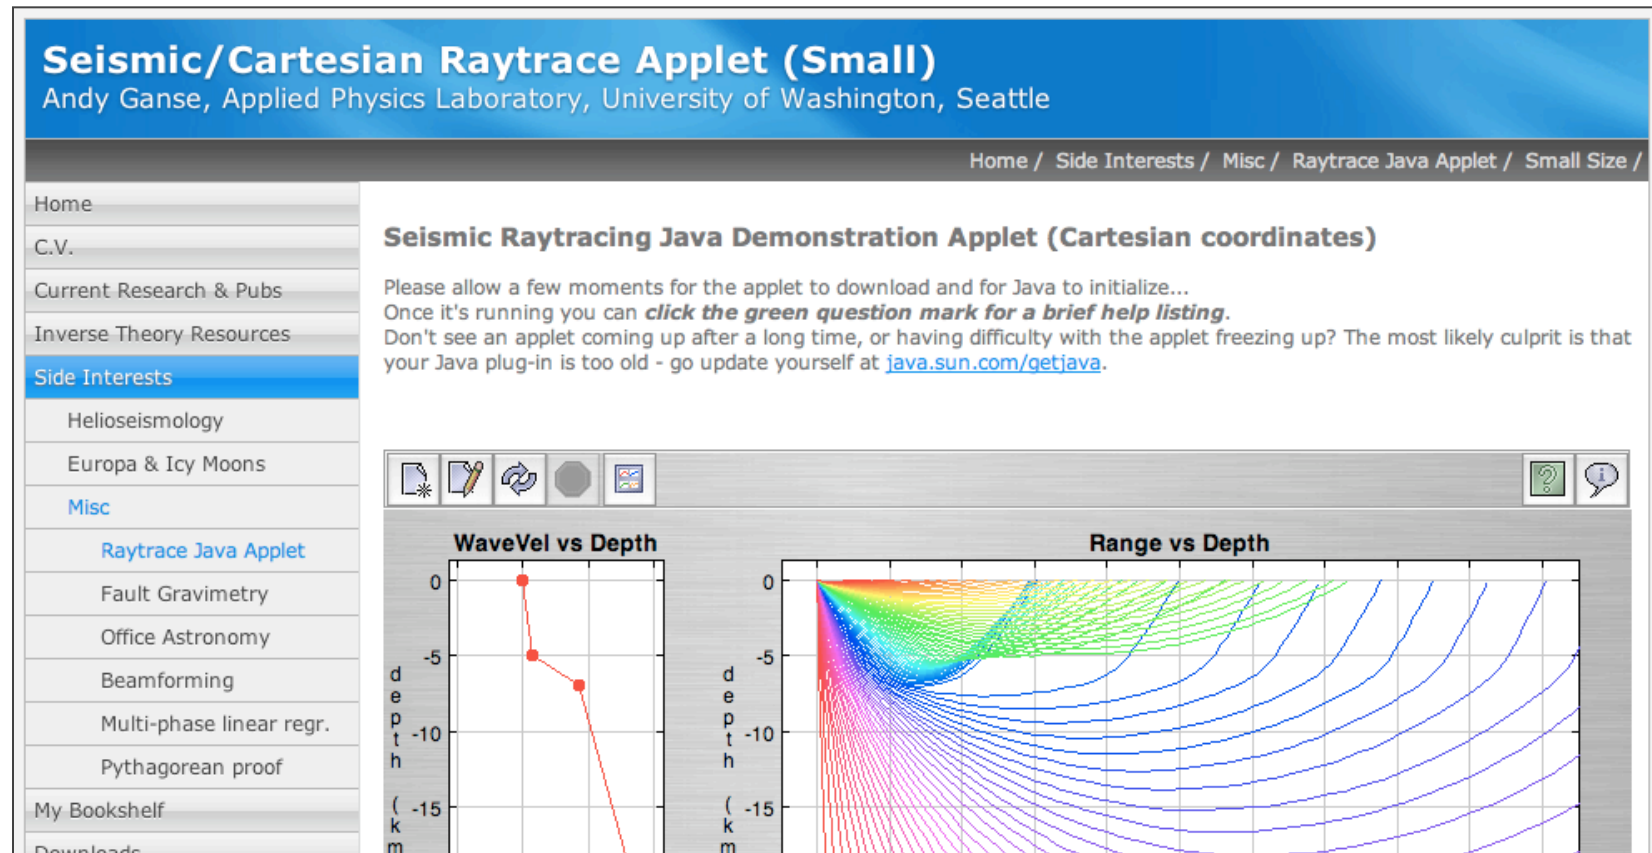 Seismic/Cartesian Raytrace Applet (Small)
Andy Ganse, Applied Physics Laboratory, University of Washington, Seattle
Home / Side Interests / Misc / Raytrace Java Applet / Small Size /
Home
C.V.
Current Research & Pubs
Inverse Theory Resources
Side Interests
Helioseismology
Europa & Icy Moons
Misc
Raytrace Java Applet
Fault Gravimetry
Office Astronomy
Beamforming
Multi-phase linear regr.
Pythagorean proof
My Bookshelf
Downloads
Seismic Raytracing Java Demonstration Applet (Cartesian coordinates)
Please allow a few moments for the applet to download and for Java to initialize...
Once it's running you can click the green question mark for a brief help listing.
Don't see an applet coming up after a long time, or having difficulty with the applet freezing up? The most likely culprit is that
your Java plug-in is too old - go update yourself at java.sun.com/getjava.
?
i
WaveVel vs Depth
0
-5
-10
-15
depth (km
Range vs Depth
0
-5
-10
-15
depth (km